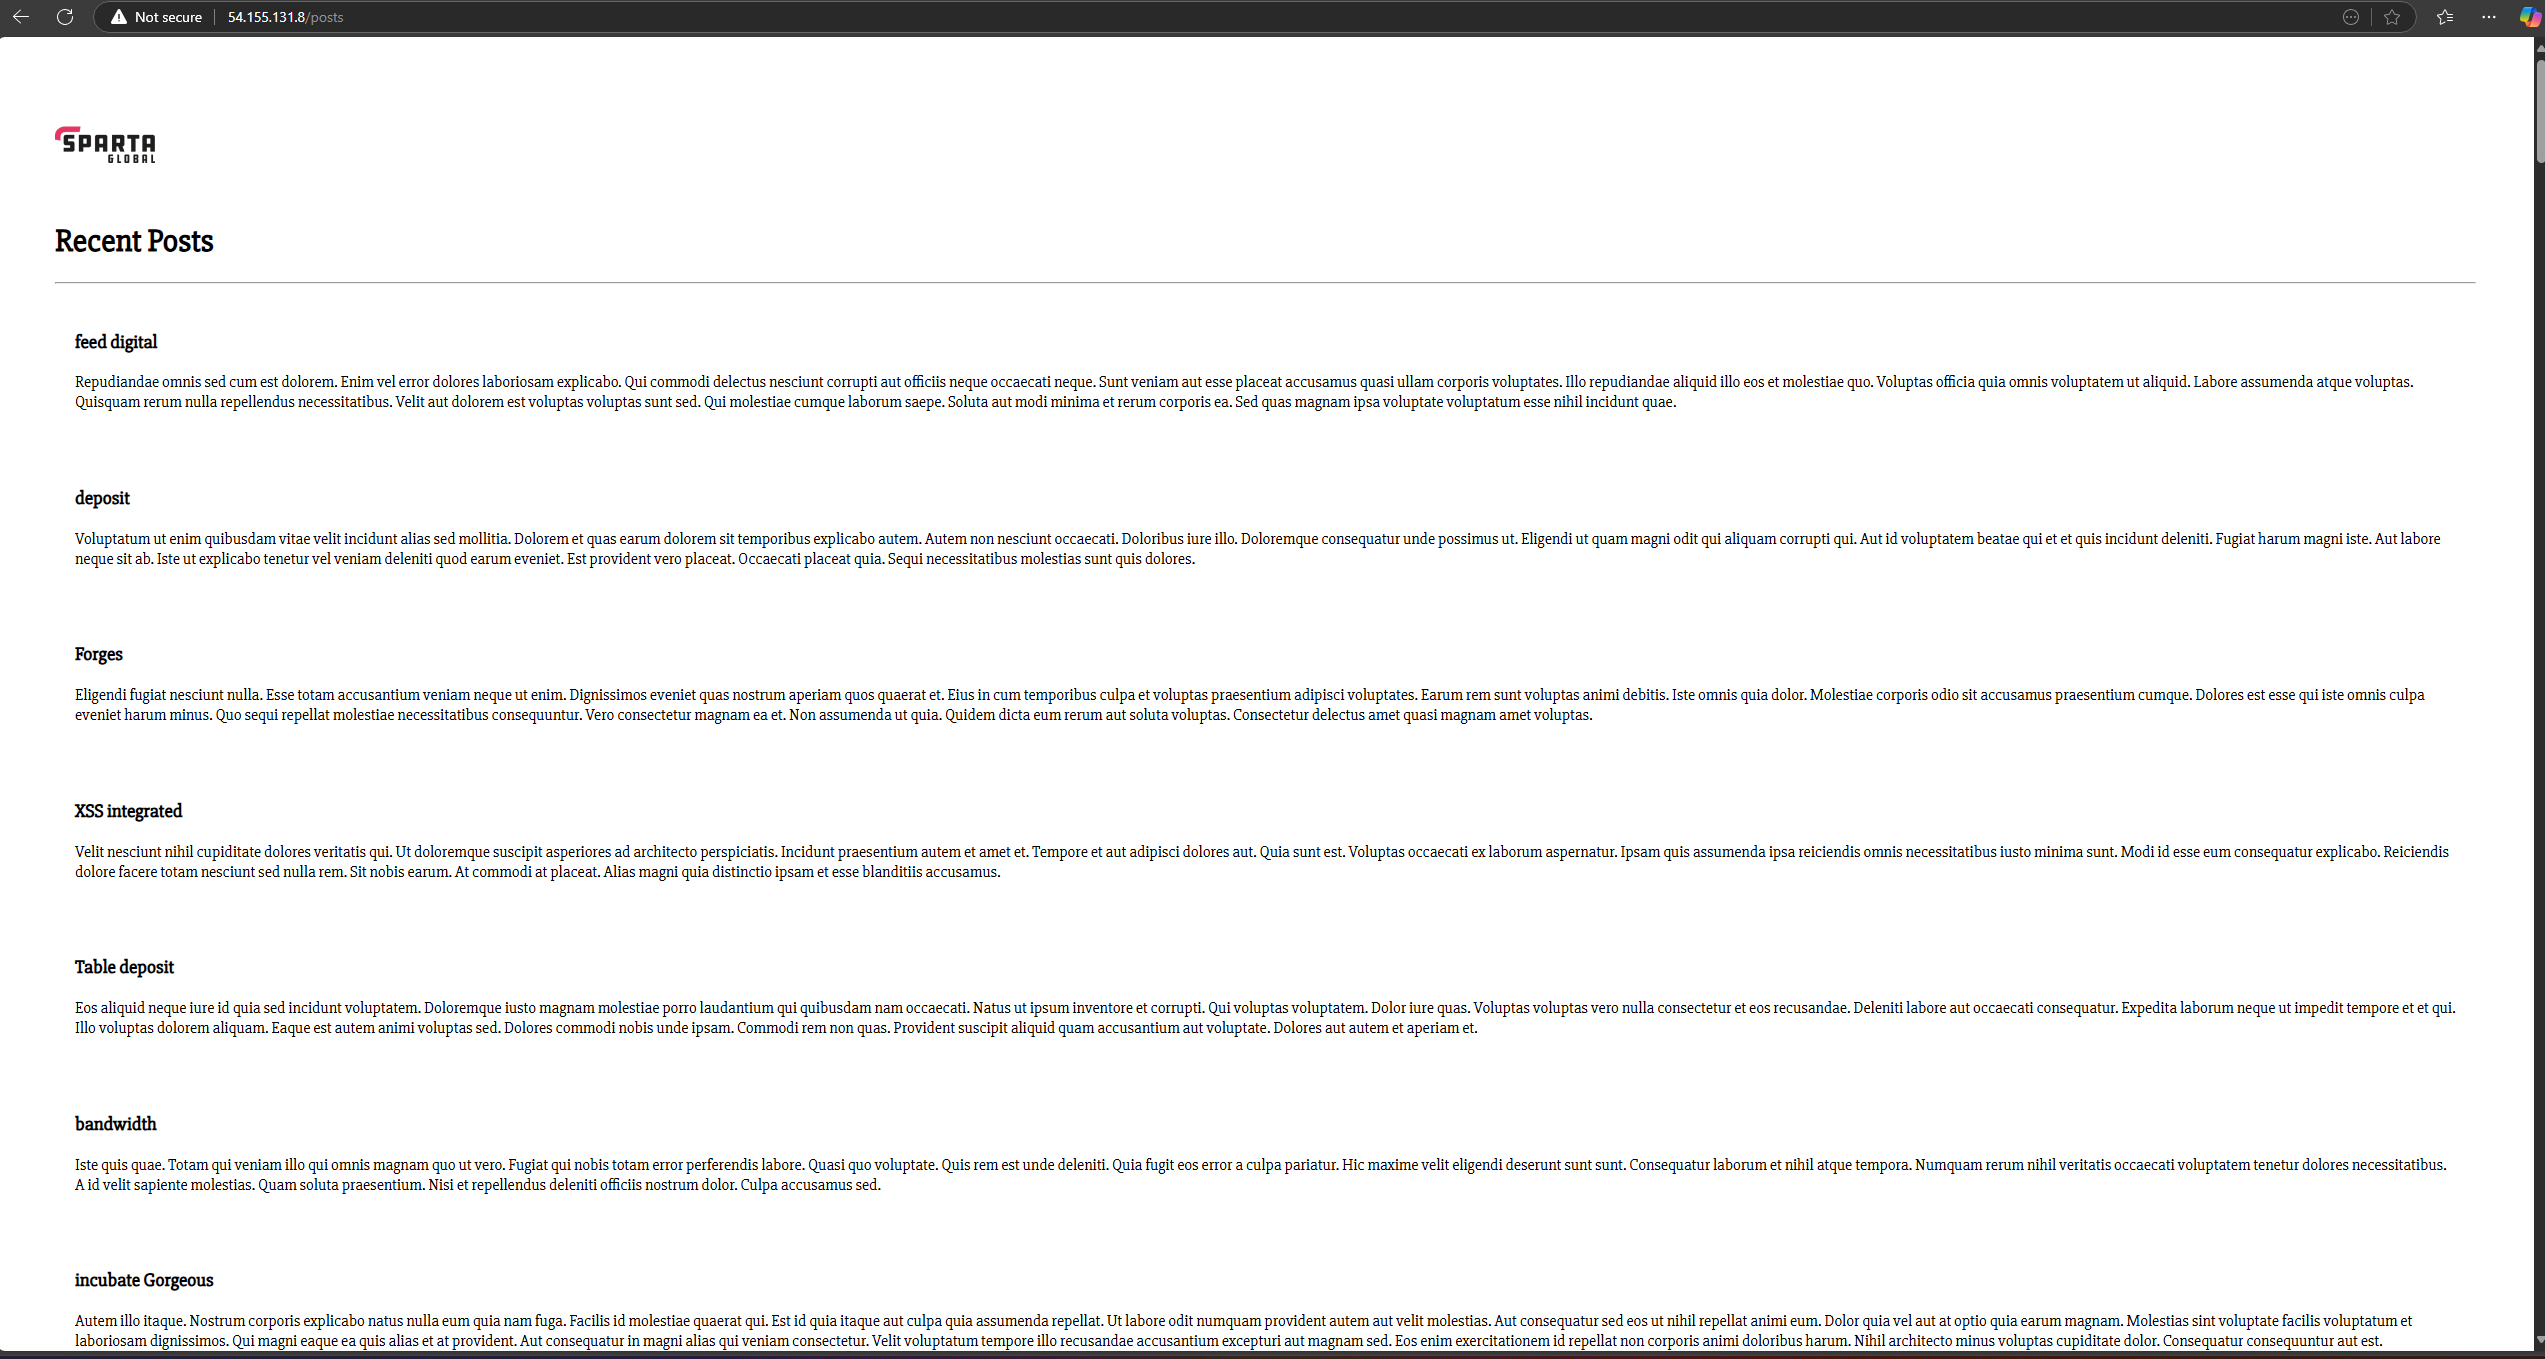 Not secure
54.155.131.8/posts
SPARTA
GLOBAL
Recent Posts
feed digital
Repudiandae omnis sed cum est dolorem. Enim vel error dolores laboriosam explicabo. Qui commodi delectus nesciunt corrupti aut officiis neque occaecati neque. Sunt veniam aut esse placeat accusamus quasi ullam corporis voluptates. Illo repudiandae aliquid illo eos et molestiae quo. Voluptas officia quia omnis voluptatem ut aliquid. Labore assumenda atque voluptas.
Quisquam rerum nulla repellendus necessitatibus. Velit aut dolorem est voluptas voluptas sunt sed. Qui molestiae cumque laborum saepe. Soluta aut modi minima et rerum corporis ea. Sed quas magnam ipsa voluptate voluptatum esse nihil incidunt quae.
deposit
Voluptatum ut enim quibusdam vitae velit incidunt alias sed mollitia. Dolorem et quas earum dolorem sit temporibus explicabo autem. Autem non nesciunt occaecati. Doloribus iure illo. Doloremque consequatur unde possimus ut. Eligendi ut quam magni odit qui aliquam corrupti qui. Aut id voluptatem beatae qui et et quis incidunt deleniti. Fugiat harum magni iste. Aut labore
neque sit ab. Iste ut explicabo tenetur vel veniam deleniti quod earum eveniet. Est provident vero placeat. Occaecati placeat quia. Sequi necessitatibus molestias sunt quis dolores.
Forges
Eligendi fugiat nesciunt nulla. Esse totam accusantium veniam neque ut enim. Dignissimos eveniet quas nostrum aperiam quos quaerat et. Eius in cum temporibus culpa et voluptas praesentium adipisci voluptates. Earum rem sunt voluptas animi debitis. Iste omnis quia dolor. Molestiae corporis odio sit accusamus praesentium cumque. Dolores est esse qui iste omnis culpa
eveniet harum minus. Quo sequi repellat molestiae necessitatibus consequuntur. Vero consectetur magnam ea et. Non assumenda ut quia. Quidem dicta eum rerum aut soluta voluptas. Consectetur delectus amet quasi magnam amet voluptas.
XSS integrated
Velit nesciunt nihil cupiditate dolores veritatis qui. Ut doloremque suscipit asperiores ad architecto perspiciatis. Incidunt praesentium autem et amet et. Tempore et aut adipisci dolores aut. Quia sunt est. Voluptas occaecati ex laborum aspernatur. Ipsam quis assumenda ipsa reiciendis omnis necessitatibus iusto minima sunt. Modi id esse eum consequatur explicabo. Reiciendis
dolore facere totam nesciunt sed nulla rem. Sit nobis earum. At commodi at placeat. Alias magni quia distinctio ipsam et esse blanditiis accusamus.
Table deposit
Eos aliquid neque iure id quia sed incidunt voluptatem. Doloremque iusto magnam molestiae porro laudantium qui quibusdam nam occaecati. Natus ut ipsum inventore et corrupti. Qui voluptas voluptatem. Dolor iure quas. Voluptas voluptas vero nulla consectetur et eos recusandae. Deleniti labore aut occaecati consequatur. Expedita laborum neque ut impedit tempore et et qui.
Illo voluptas dolorem aliquam. Eaque est autem animi voluptas sed. Dolores commodi nobis unde ipsam. Commodi rem non quas. Provident suscipit aliquid quam accusantium aut voluptate. Dolores aut autem et aperiam et.
bandwidth
Iste quis quae. Totam qui veniam illo qui omnis magnam quo ut vero. Fugiat qui nobis totam error perferendis labore. Quasi quo voluptate. Quis rem est unde deleniti. Quia fugit eos error a culpa pariatur. Hic maxime velit eligendi deserunt sunt sunt. Consequatur laborum et nihil atque tempora. Numquam rerum nihil veritatis occaecati voluptatem tenetur dolores necessitatibus.
A id velit sapiente molestias. Quam soluta praesentium. Nisi et repellendus deleniti officiis nostrum dolor. Culpa accusamus sed.
incubate Gorgeous
Autem illo itaque. Nostrum corporis explicabo natus nulla eum quia nam fuga. Facilis id molestiae quaerat qui. Est id quia itaque aut culpa quia assumenda repellat. Ut labore odit numquam provident autem aut velit molestias. Aut consequatur sed eos ut nihil repellat animi eum. Dolor quia vel aut at optio quia earum magnam. Molestias sint voluptate facilis voluptatum et
laboriosam dignissimos. Qui magni eaque ea quis alias et at provident. Aut consequatur in magni alias qui veniam consectetur. Velit voluptatum tempore illo recusandae accusantium excepturi aut magnam sed. Eos enim exercitationem id repellat non corporis animi doloribus harum. Nihil architecto minus voluptas cupiditate dolor. Consequatur consequuntur aut est.